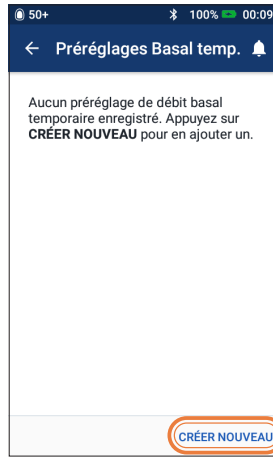 50+ 100% 00:09
Préréglages Basal temp.
Aucun préréglage de débit basal
temporaire enregistré. Appuyez sur
CRÉER NOUVEAU pour en ajouter un.
CRÉER NOUVEAU